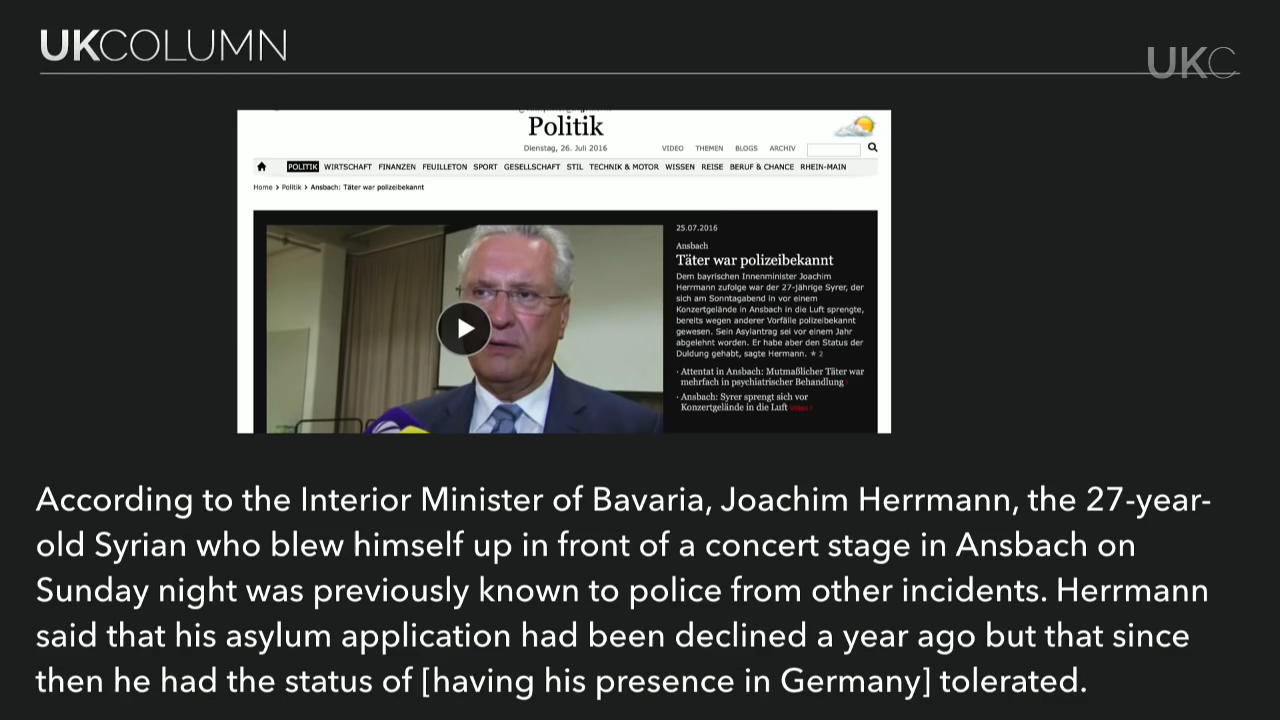 UKCOLUMN
UKC
Politik
Dienstag, 26. Juli 2016
VIDEO THEMEN BLOGS ARCHIV
POLITIK WIRTSCHAFT FINANZEN FEUILLETON SPORT GESELLSCHAFT STIL TECHNIK & MOTOR WISSEN REISE BERUF & CHANCE RHEIN-MAIN
Home > Politik > Ansbach: Täter war polizeibekannt
25.07.2016
Ansbach
Täter war polizeibekannt
Dem bayrischen Innenminister Joachim
Herrmann zufolge war der 27-jährige Syrer, der
sich am Sonntagabend in vor einem
Konzertgelände in Ansbach in die Luft sprengte,
bereits wegen anderer Vorfälle polizeibekannt
gewesen. Sein Asylantrag sei vor einem Jahr
abgelehnt worden. Er habe aber den Status der
Duldung gehabt, sagte Hermann. ★ 2
· Attentat in Ansbach: Mutmaßlicher Täter war
mehrfach in psychiatrischer Behandlung
· Ansbach: Syrer sprengt sich vor
Konzertgelände in die Luft
According to the Interior Minister of Bavaria, Joachim Herrmann, the 27-year-
old Syrian who blew himself up in front of a concert stage in Ansbach on
Sunday night was previously known to police from other incidents. Herrmann
said that his asylum application had been declined a year ago but that since
then he had the status of [having his presence in Germany] tolerated.